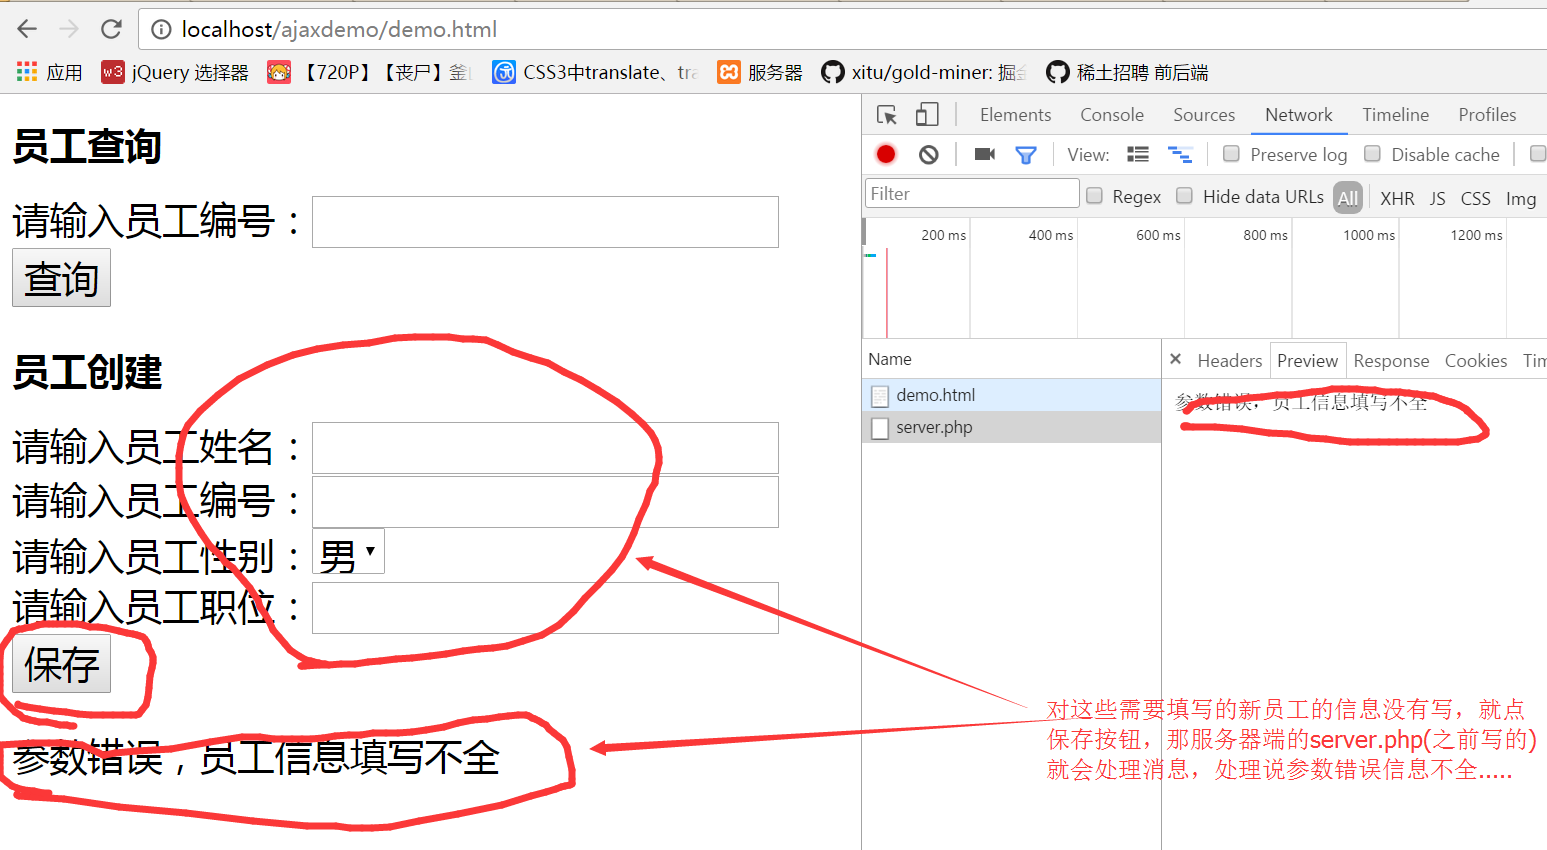 localhost/ajaxdemo/demo.html
应用 jQuery 选择器 【720P】【丧尸】釜 CSS3中translate、tra 服务器 xitu/gold-miner: 掘金 稀土招聘 前后端
员工查询
请输入员工编号：
查询
员工创建
请输入员工姓名：
请输入员工编号：
请输入员工性别：男
请输入员工职位：
保存
参数错误，员工信息填写不全
Elements Console Sources Network Timeline Profiles
View: Preserve log Disable cache
Filter Regex Hide data URLs All XHR JS CSS Img
200 ms 400 ms 600 ms 800 ms 1000 ms 1200 ms
Name
demo.html
server.php
× Headers Preview Response Cookies Tim
参数错误，员工信息填写不全
对这些需要填写的新员工的信息没有写，就点
保存按钮，那服务器端的server.php(之前写的)
就会处理消息，处理说参数错误信息不全.....